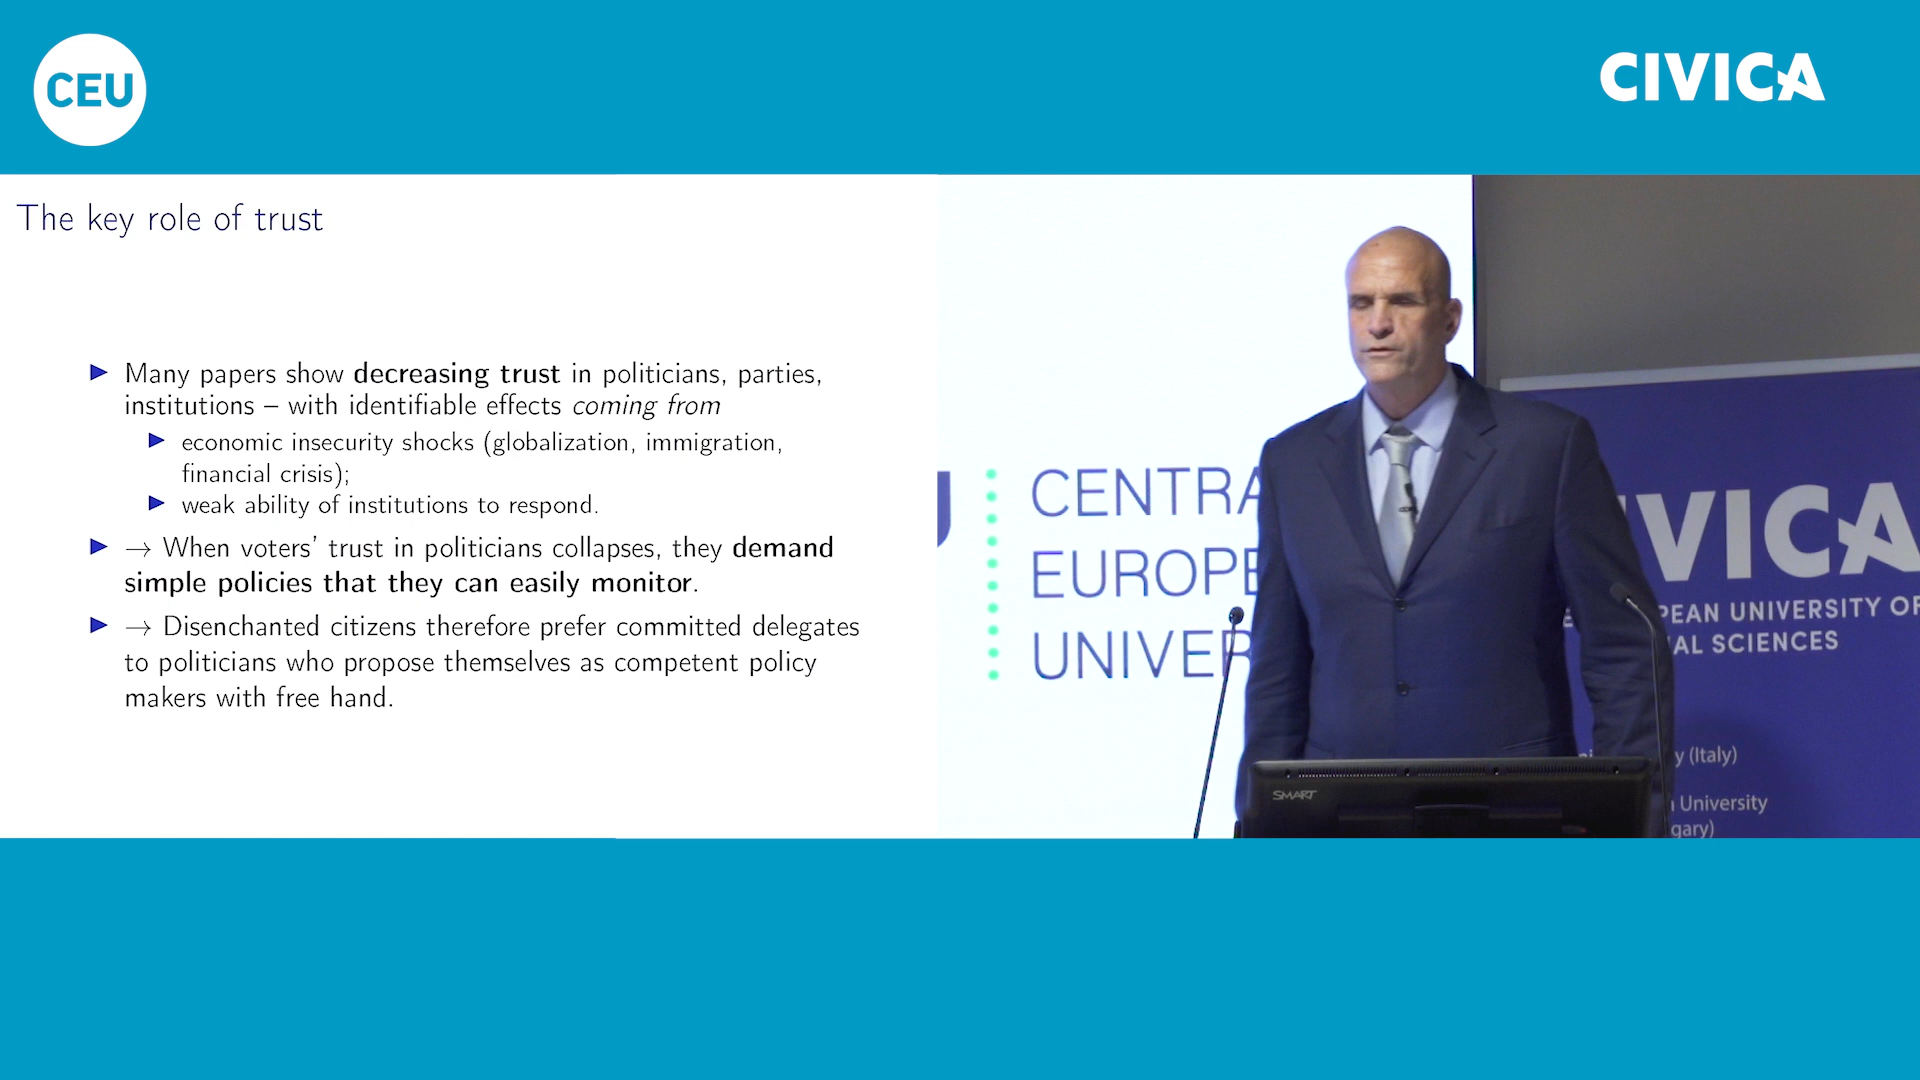 CEU
CIVICA
The key role of trust
▶ Many papers show decreasing trust in politicians, parties,
institutions – with identifiable effects coming from
▶ economic insecurity shocks (globalization, immigration,
financial crisis);
▶ weak ability of institutions to respond.
▶ → When voters' trust in politicians collapses, they demand
simple policies that they can easily monitor.
▶ → Disenchanted citizens therefore prefer committed delegates
to politicians who propose themselves as competent policy
makers with free hand.
CENTRA
EUROPE
UNIVER
IVICA
PEAN UNIVERSITY OF
IAL SCIENCES
y (Italy)
University
gary)
SMART